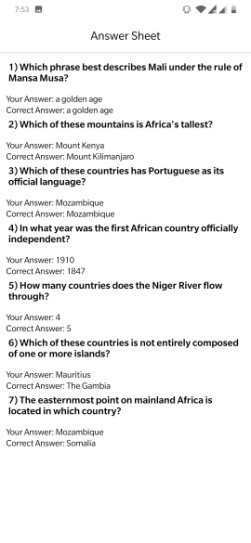 7:53
Answer Sheet
1) Which phrase best describes Mali under the rule of
Mansa Musa?
Your Answer: a golden age
Correct Answer: a golden age
2) Which of these mountains is Africa's tallest?
Your Answer: Mount Kenya
Correct Answer: Mount Kilimanjaro
3) Which of these countries has Portuguese as its
official language?
Your Answer: Mozambique
Correct Answer: Mozambique
4) In what year was the first African country officially
independent?
Your Answer: 1910
Correct Answer: 1847
5) How many countries does the Niger River flow
through?
Your Answer: 4
Correct Answer: 5
6) Which of these countries is not entirely composed
of one or more islands?
Your Answer: Mauritius
Correct Answer: The Gambia
7) The easternmost point on mainland Africa is
located in which country?
Your Answer: Mozambique
Correct Answer: Somalia